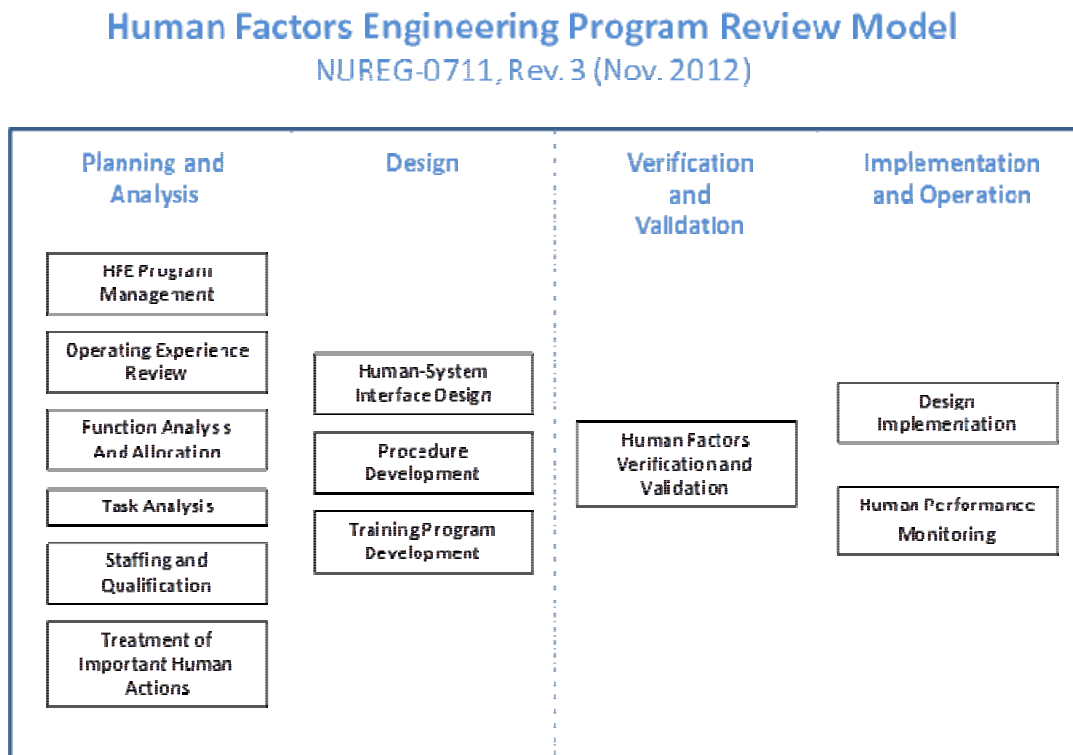 Human Factors Engineering Program Review Model
NUREG-0711, Rev. 3 (Nov. 2012)
Planning and
Analysis
HFE Program
Management
Operating Experience
Review
Function Analysis
And Allocation
Task Analysis
Staffing and
Qualification
Treatment of
Important Human
Actions
Design
Human-System
Interface Design
Procedure
Development
Training Program
Development
Verification
and
Validation
Human Factors
Verification and
Validation
Implementation
and Operation
Design
Implementation
Human Performance
Monitoring